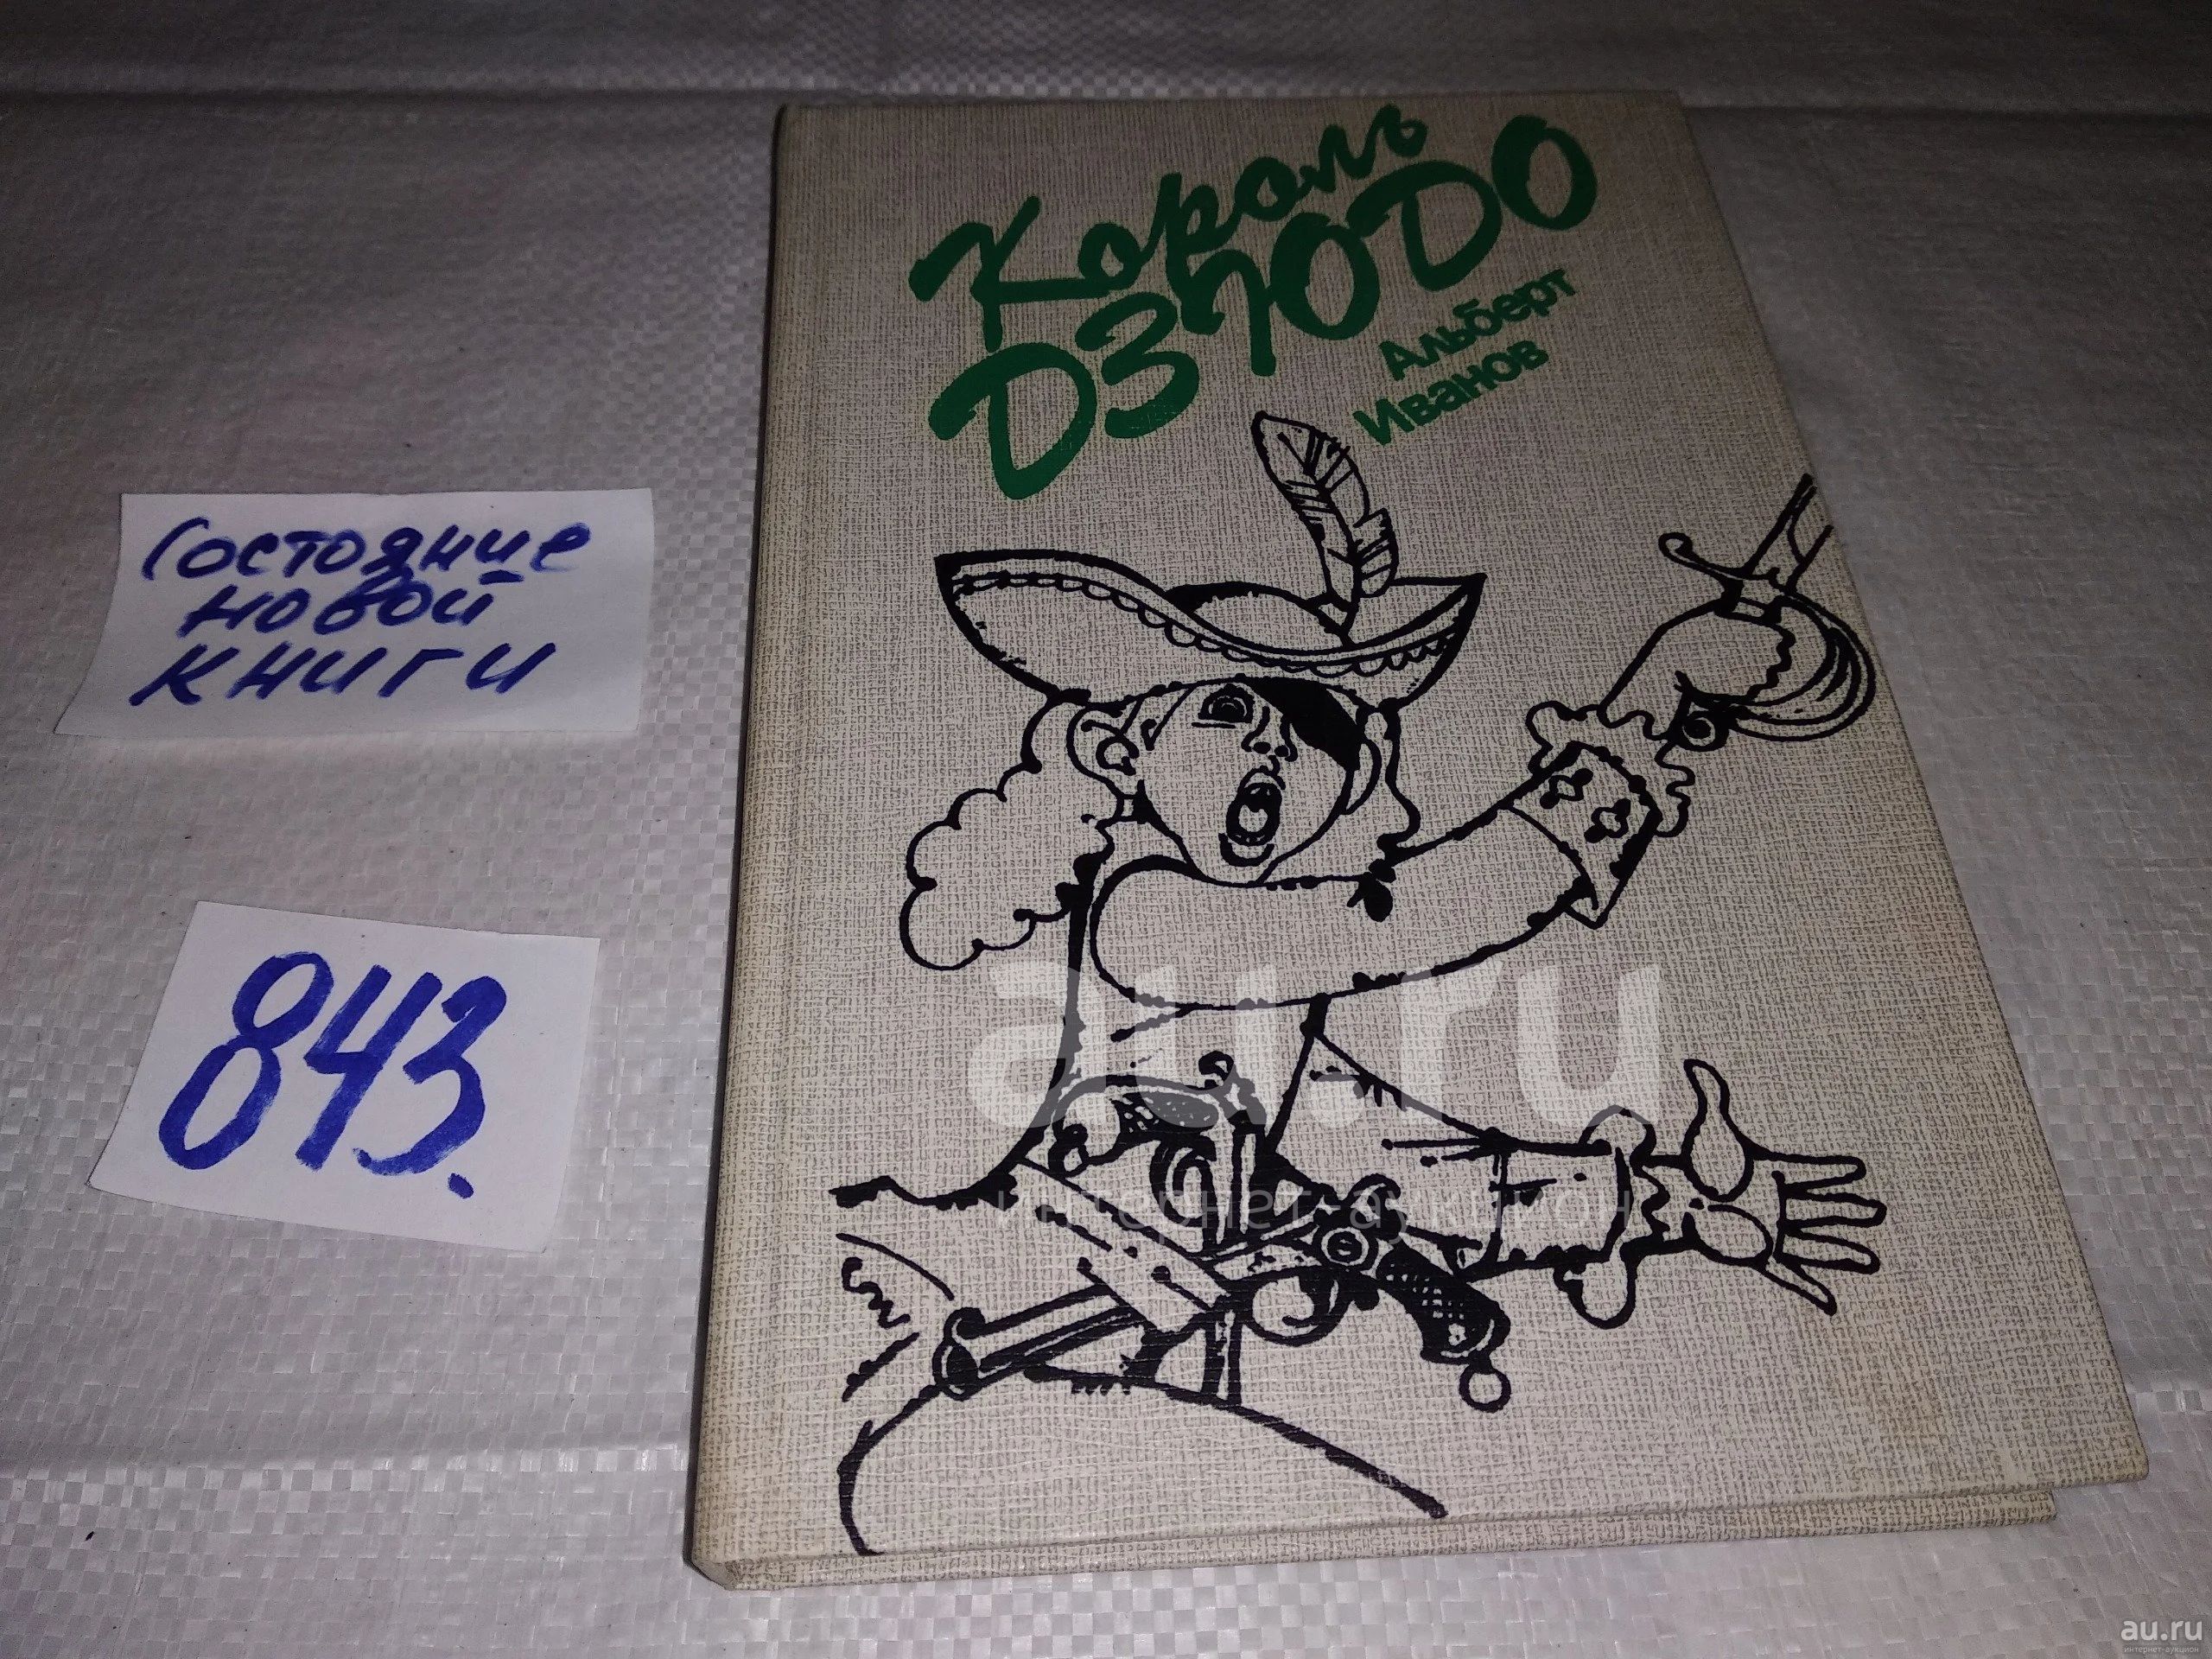 Король
ДЗЮДО
Альберт
Иванов
Состояние
новой
книги
843.
au.ru
интернет-аукцион
au.ru
интернет-аукцион